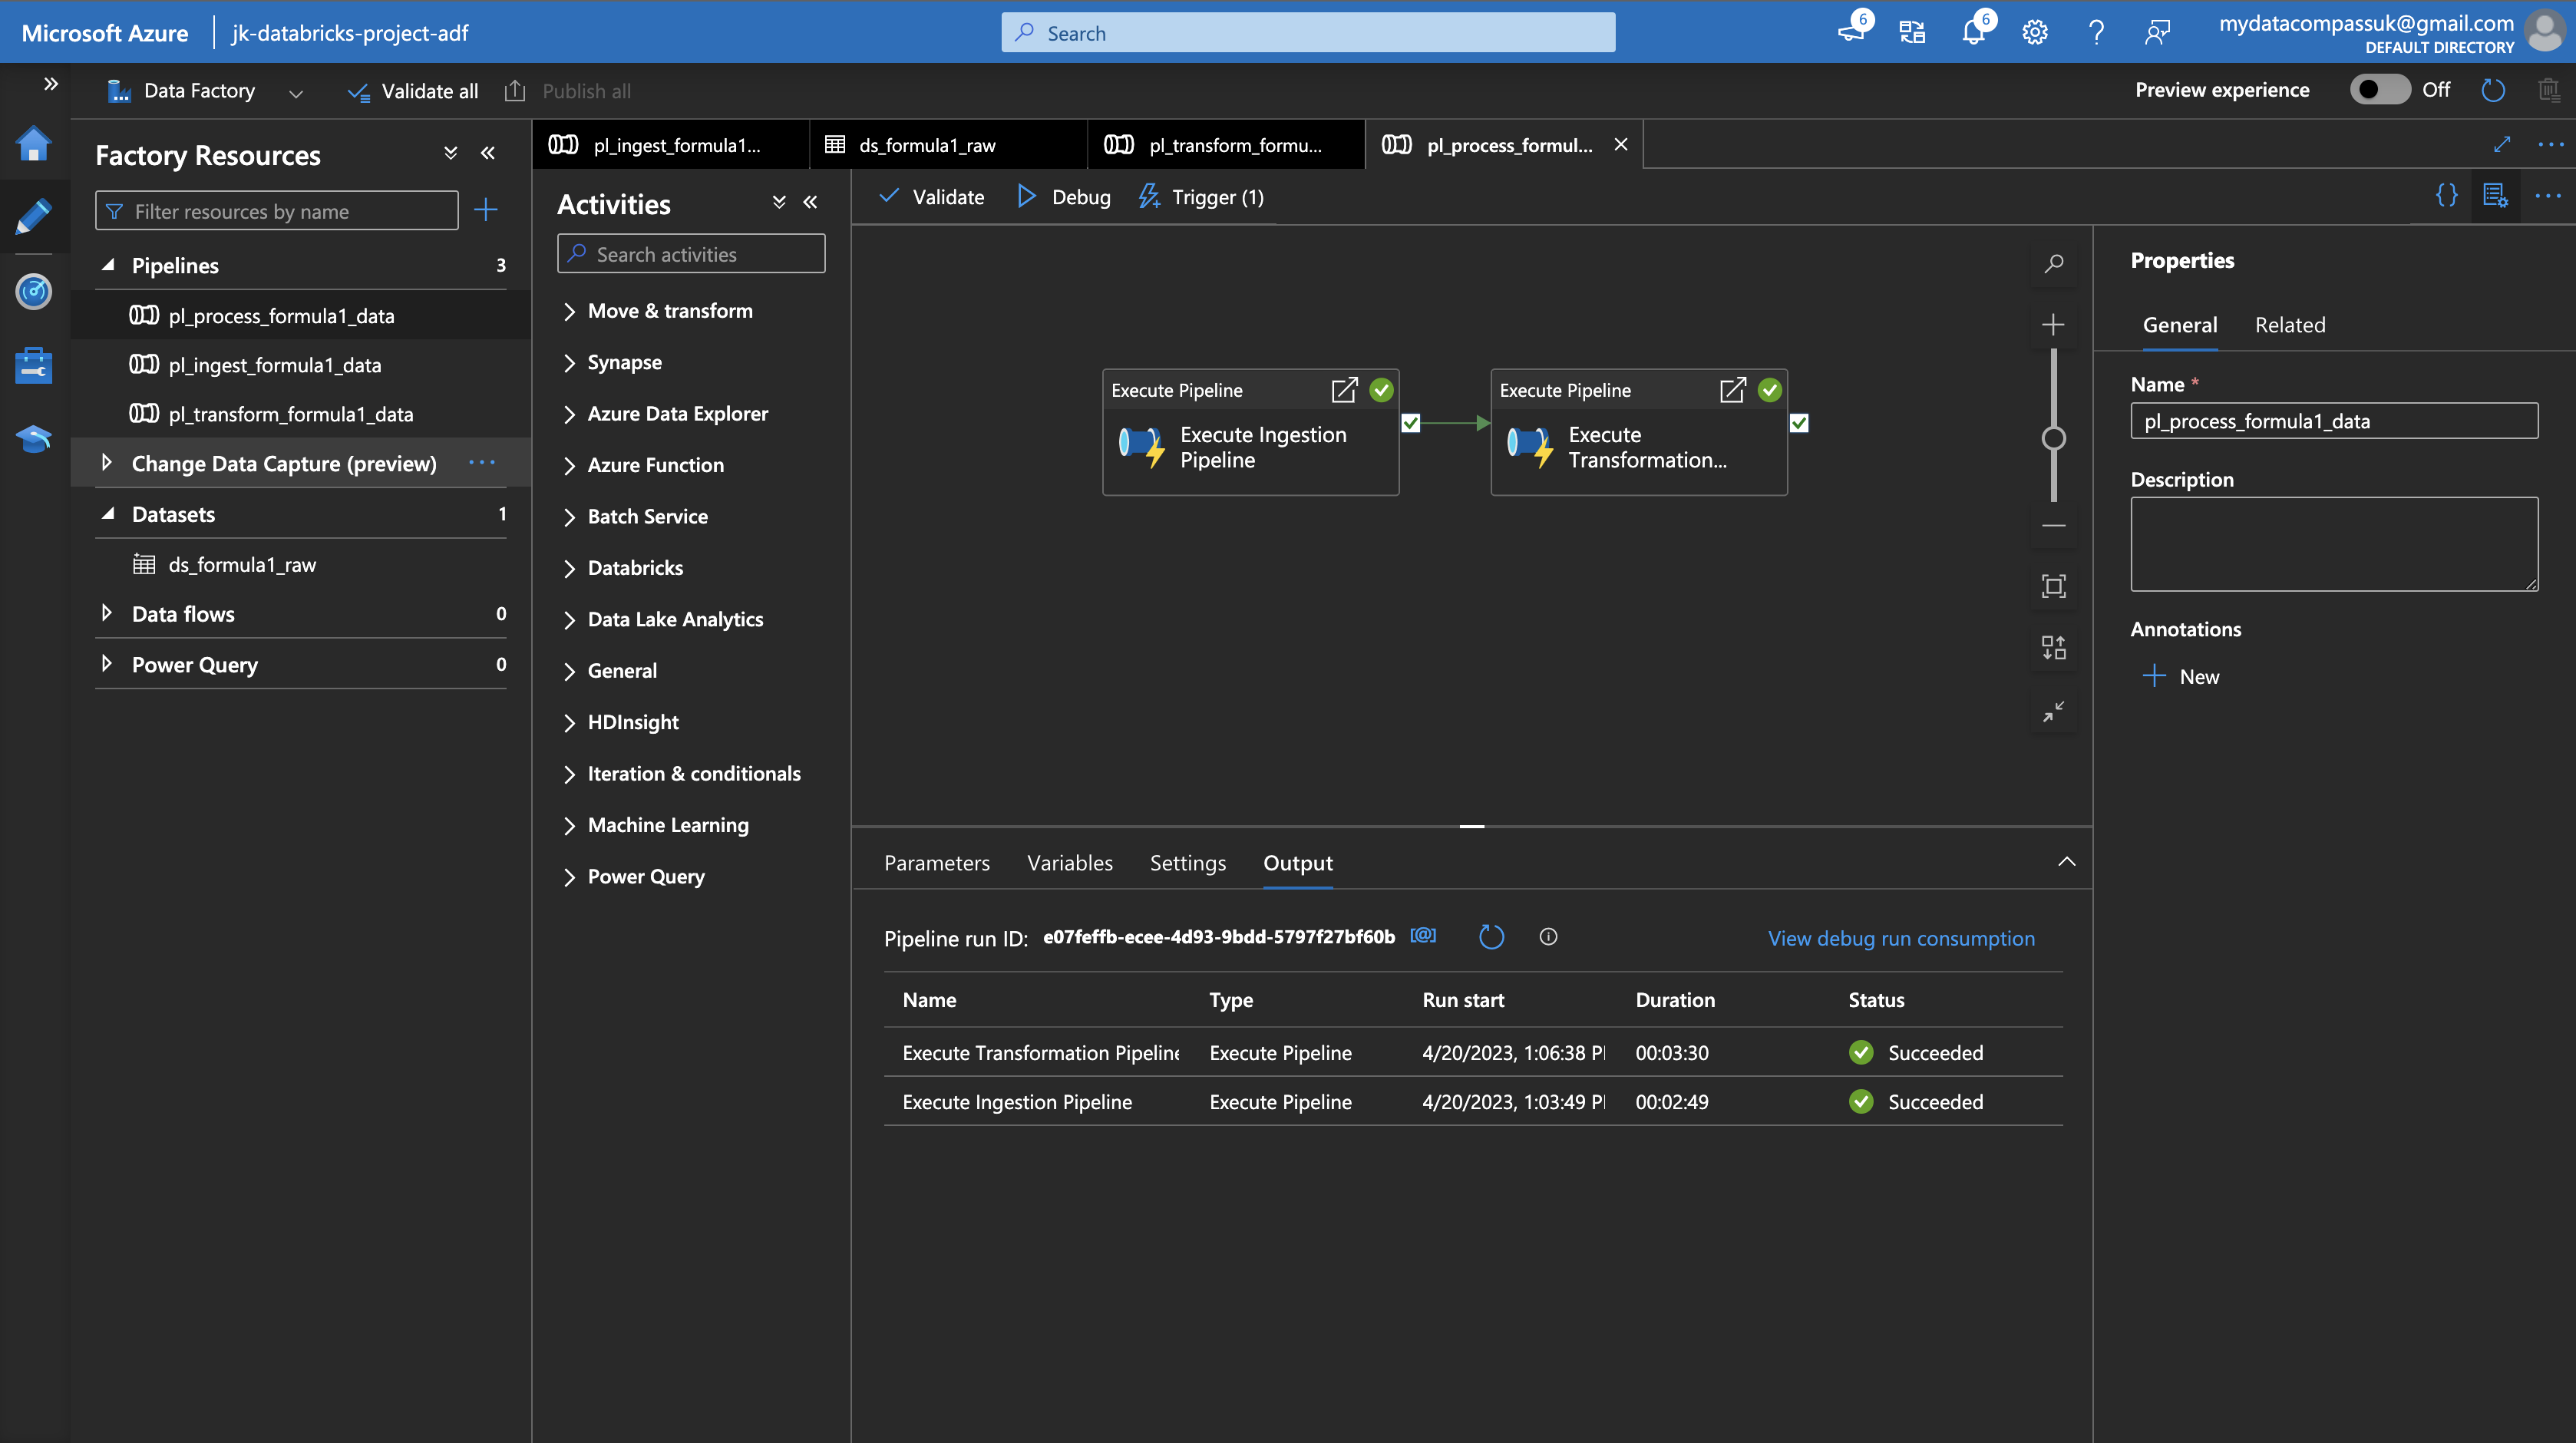 Microsoft Azure
jk-databricks-project-adf
Search
6
6
mydatacompassuk@gmail.com
DEFAULT DIRECTORY
Data Factory
Validate all
Publish all
Preview experience
Off
Factory Resources
Filter resources by name
Pipelines 3
pl_process_formula1_data
pl_ingest_formula1_data
pl_transform_formula1_data
Change Data Capture (preview)
Datasets 1
ds_formula1_raw
Data flows 0
Power Query 0
pl_ingest_formula1...
ds_formula1_raw
pl_transform_formu...
pl_process_formul...
Activities
Search activities
Move & transform
Synapse
Azure Data Explorer
Azure Function
Batch Service
Databricks
Data Lake Analytics
General
HDInsight
Iteration & conditionals
Machine Learning
Power Query
Validate
Debug
Trigger (1)
Execute Pipeline
Execute Ingestion
Pipeline
Execute Pipeline
Execute
Transformation...
Parameters
Variables
Settings
Output
Pipeline run ID: e07feffb-ecee-4d93-9bdd-5797f27bf60b
View debug run consumption
Name Type Run start Duration Status
Execute Transformation Pipeline Execute Pipeline 4/20/2023, 1:06:38 P 00:03:30 Succeeded
Execute Ingestion Pipeline Execute Pipeline 4/20/2023, 1:03:49 P 00:02:49 Succeeded
Properties
General
Related
Name *
pl_process_formula1_data
Description
Annotations
New